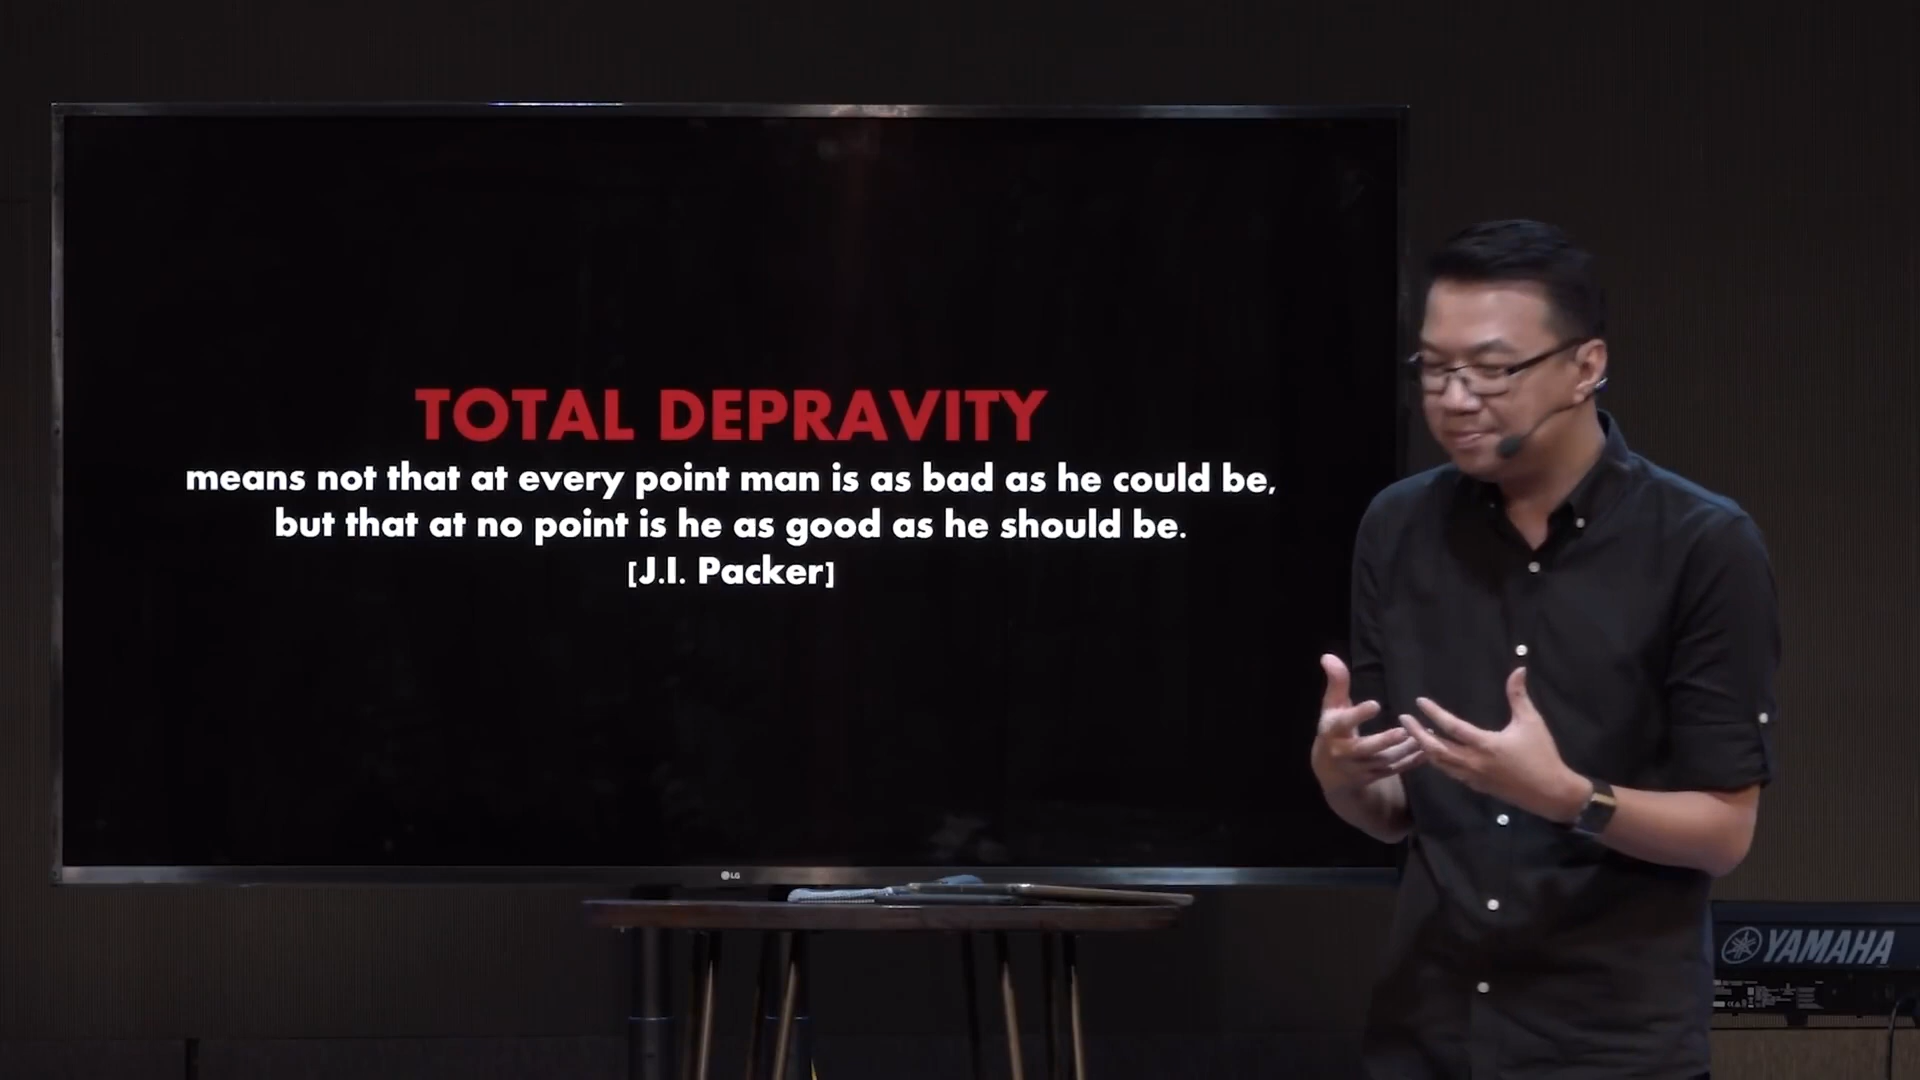 TOTAL DEPRAVITY
means not that at every point man is as bad as he could be,
but that at no point is he as good as he should be.
[J.I. Packer]
LG
YAMAHA